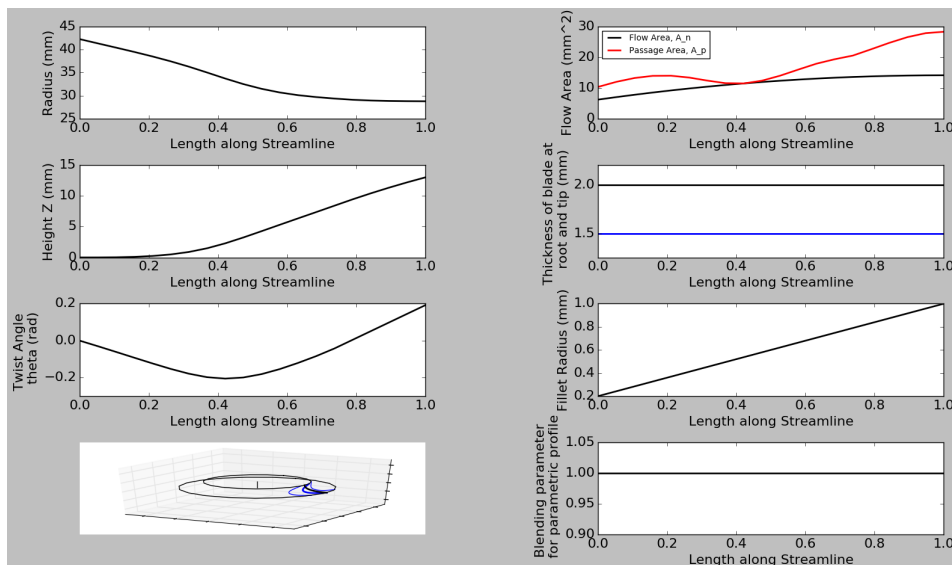 45
40
35
30
25
Radius (mm)
0.0 0.2 0.4 0.6 0.8 1.0
Length along Streamline
30
25
20
15
10
5
0
Flow Area (mm^2)
Flow Area, A_n
Passage Area, A_p
0.0 0.2 0.4 0.6 0.8 1.0
Length along Streamline
15
10
5
0
Height Z (mm)
0.0 0.2 0.4 0.6 0.8 1.0
Length along Streamline
2.0
1.5
Thickness of blade at
root and tip (mm)
0.0 0.2 0.4 0.6 0.8 1.0
Length along Streamline
0.2
0.0
−0.2
Twist Angle
theta (rad)
0.0 0.2 0.4 0.6 0.8 1.0
Length along Streamline
1.0
0.8
0.6
0.4
0.2
Fillet Radius (mm)
0.0 0.2 0.4 0.6 0.8 1.0
Length along Streamline
1.05
1.00
0.95
0.90
Blending parameter
for parametric profile
0.0 0.2 0.4 0.6 0.8 1.0
Length along Streamline